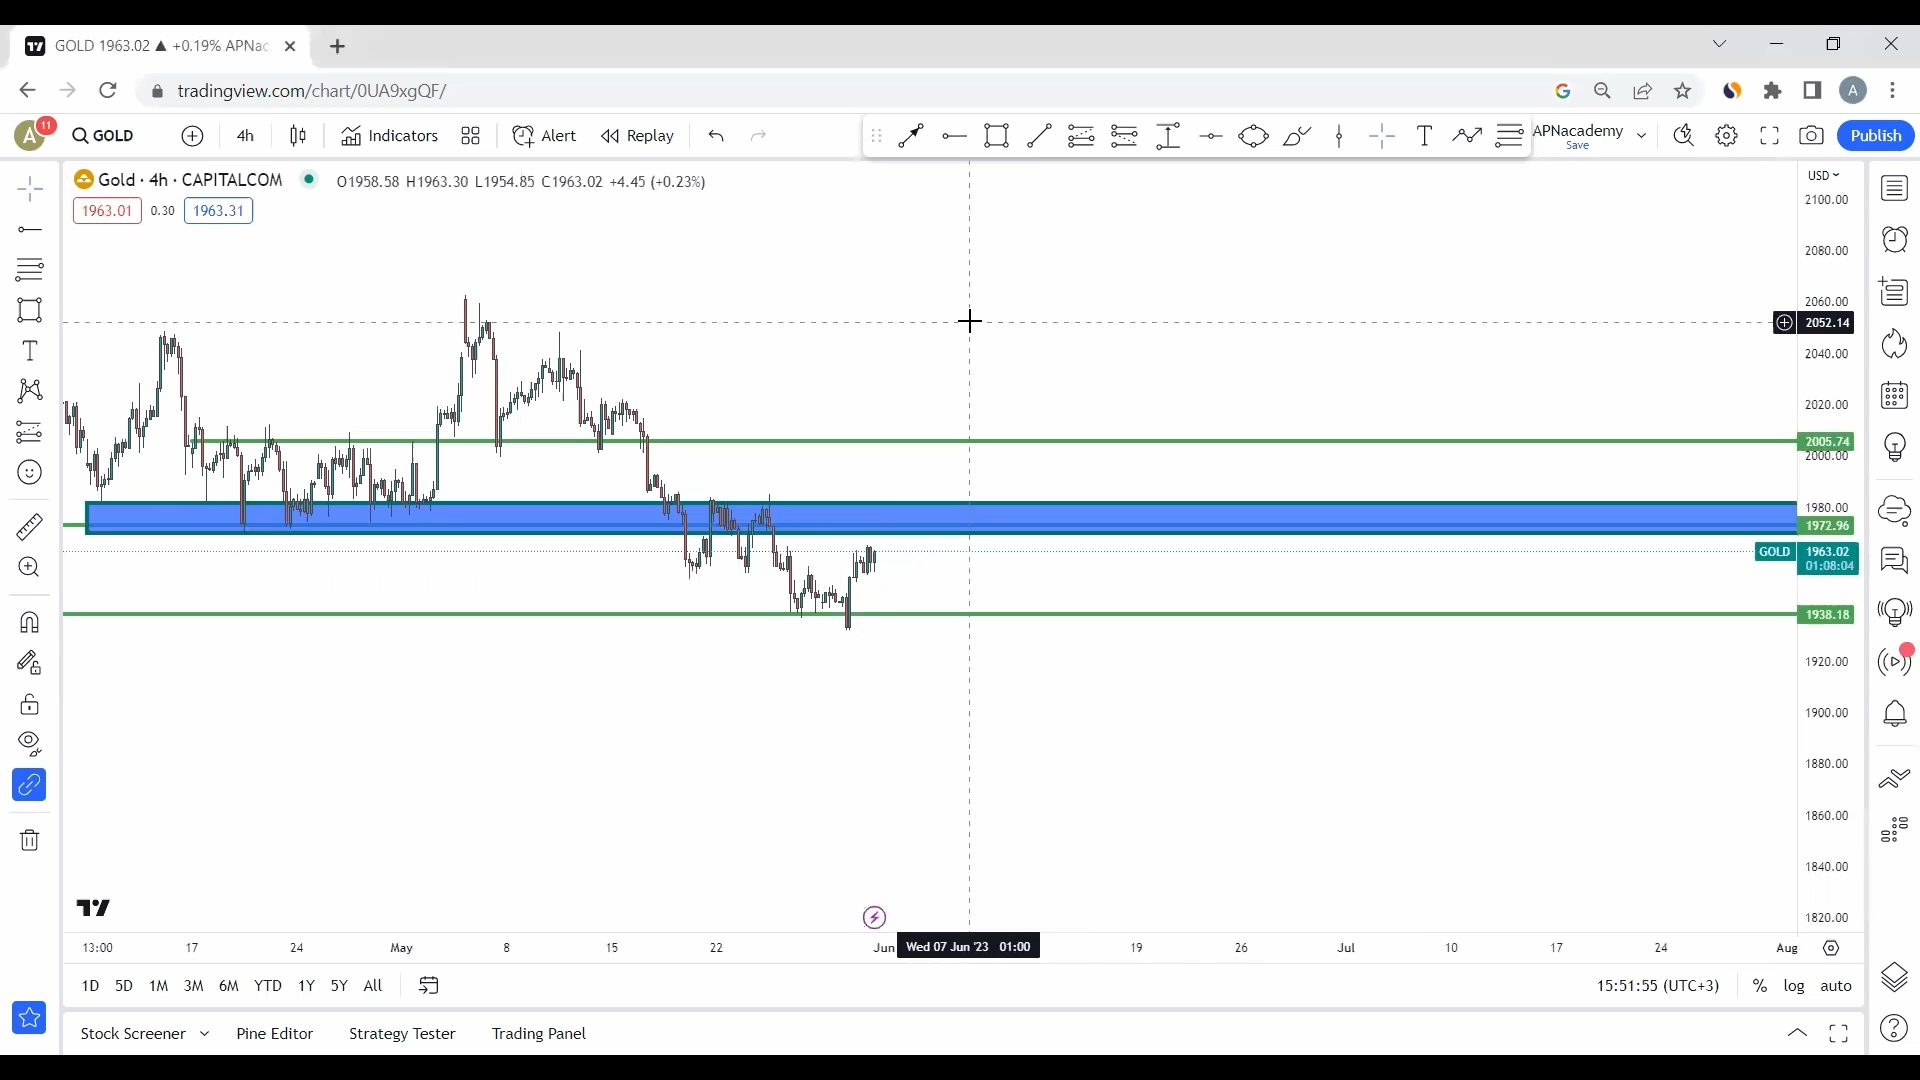 GOLD 1963.02 ▲ +0.19% APNac
tradingview.com/chart/0UA9xgQF/
A
A 11 GOLD 4h Indicators Alert Replay T APNacademy Save Publish
Gold · 4h · CAPITALCOM O1958.58 H1963.30 L1954.85 C1963.02 +4.45 (+0.23%)
USD
1963.01 0.30 1963.31
2100.00
2080.00
2060.00
2052.14
2040.00
2020.00
2005.74
2000.00
1980.00
1972.96
GOLD 1963.02
01:08:04
1938.18
1920.00
1900.00
1880.00
1860.00
1840.00
1820.00
13:00 17 24 May 8 15 22 Jun Wed 07 Jun '23 01:00 19 26 Jul 10 17 24 Aug
1D 5D 1M 3M 6M YTD 1Y 5Y All 15:51:55 (UTC+3) % log auto
Stock Screener Pine Editor Strategy Tester Trading Panel